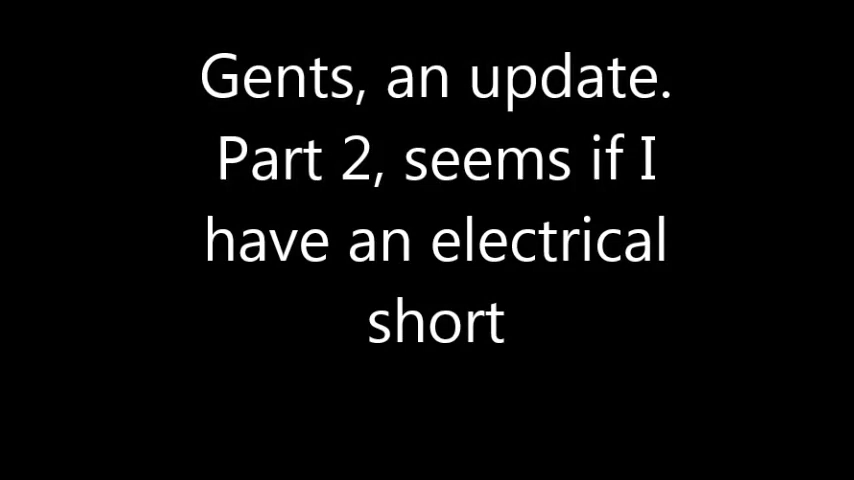 Gents, an update.
Part 2, seems if I
have an electrical
short